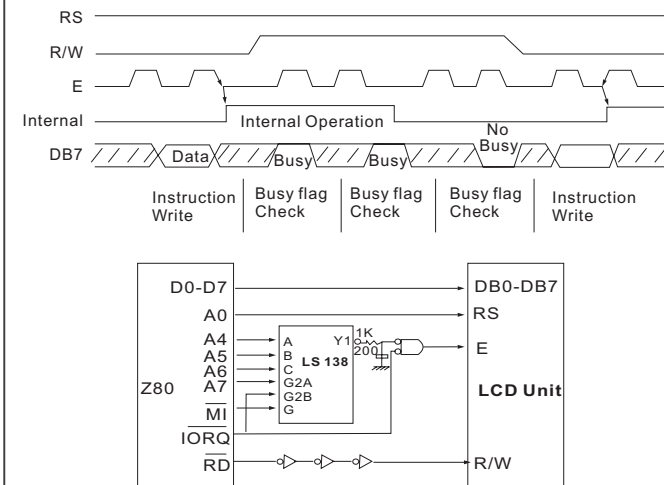 RS
R/W
E
Internal
Internal Operation
No
Busy
DB7
Data
Busy
Busy
Instruction
Write
Busy flag
Check
Busy flag
Check
Busy flag
Check
Instruction
Write
D0-D7
DB0-DB7
A0
RS
A4
A
Y1
1K
A5
B
200
E
A6
C
LS 138
A7
G2A
Z80
G2B
LCD Unit
MI
G
IORQ
RD
R/W